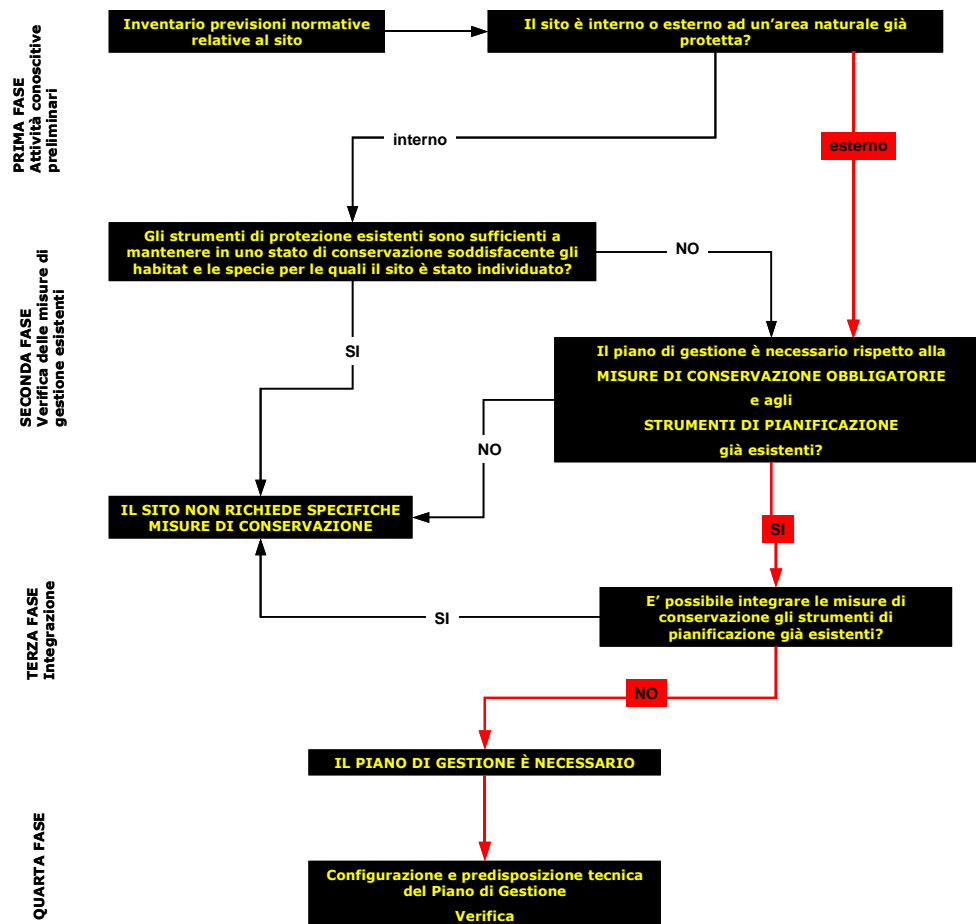 PRIMA FASE
Attività conoscitive
preliminari
Inventario previsioni normative
relative al sito
Il sito è interno o esterno ad un'area naturale già
protetta?
interno
esterno
SECONDA FASE
Verifica delle misure di
gestione esistenti
Gli strumenti di protezione esistenti sono sufficienti a
mantenere in uno stato di conservazione soddisfacente gli
habitat e le specie per le quali il sito è stato individuato?
NO
SI
Il piano di gestione è necessario rispetto alla
MISURE DI CONSERVAZIONE OBBLIGATORIE
e agli
STRUMENTI DI PIANIFICAZIONE
già esistenti?
NO
IL SITO NON RICHIEDE SPECIFICHE
MISURE DI CONSERVAZIONE
SI
TERZA FASE
Integrazione
E' possibile integrare le misure di
conservazione gli strumenti di
pianificazione già esistenti?
SI
NO
IL PIANO DI GESTIONE È NECESSARIO
QUARTA FASE
Configurazione e predisposizione tecnica
del Piano di Gestione
Verifica